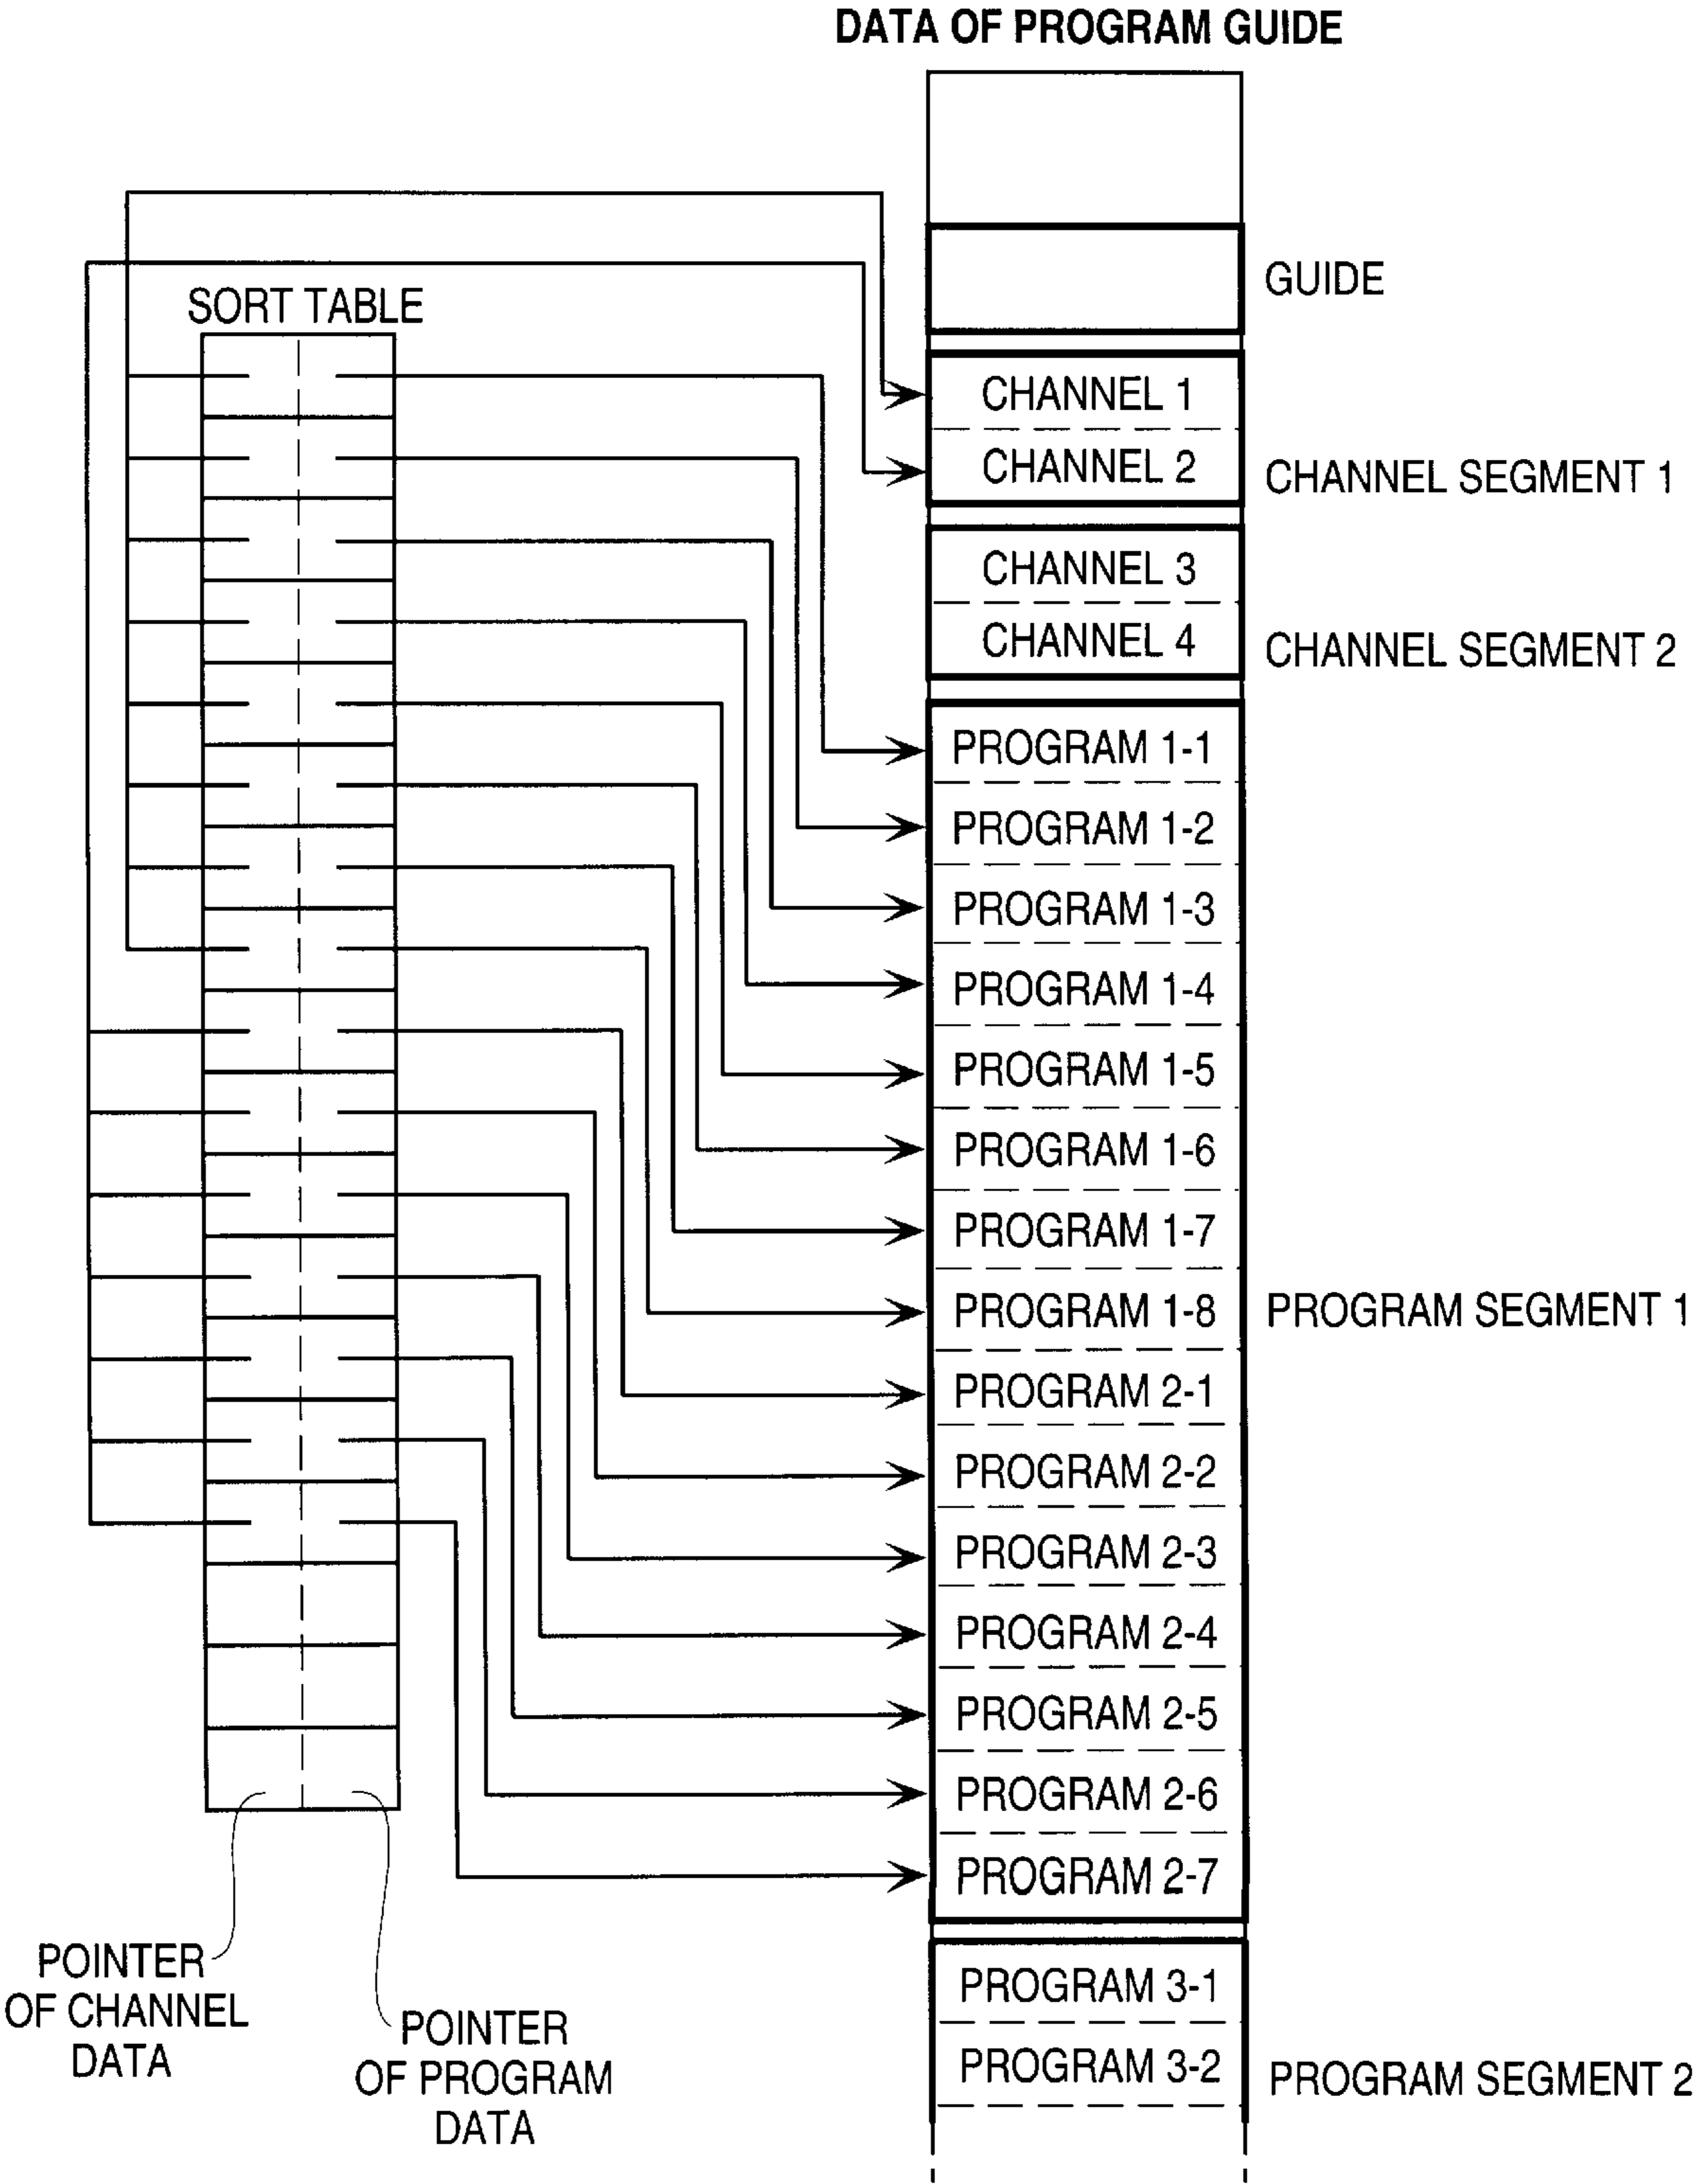 DATA OF PROGRAM GUIDE
GUIDE
SORT TABLE
CHANNEL 1
CHANNEL 2
CHANNEL SEGMENT 1
CHANNEL 3
CHANNEL 4
CHANNEL SEGMENT 2
PROGRAM 1-1
PROGRAM 1-2
PROGRAM 1-3
PROGRAM 1-4
PROGRAM 1-5
PROGRAM 1-6
PROGRAM 1-7
PROGRAM 1-8
PROGRAM SEGMENT 1
PROGRAM 2-1
PROGRAM 2-2
PROGRAM 2-3
PROGRAM 2-4
PROGRAM 2-5
PROGRAM 2-6
PROGRAM 2-7
POINTER
OF CHANNEL
DATA
POINTER
OF PROGRAM
DATA
PROGRAM 3-1
PROGRAM 3-2
PROGRAM SEGMENT 2